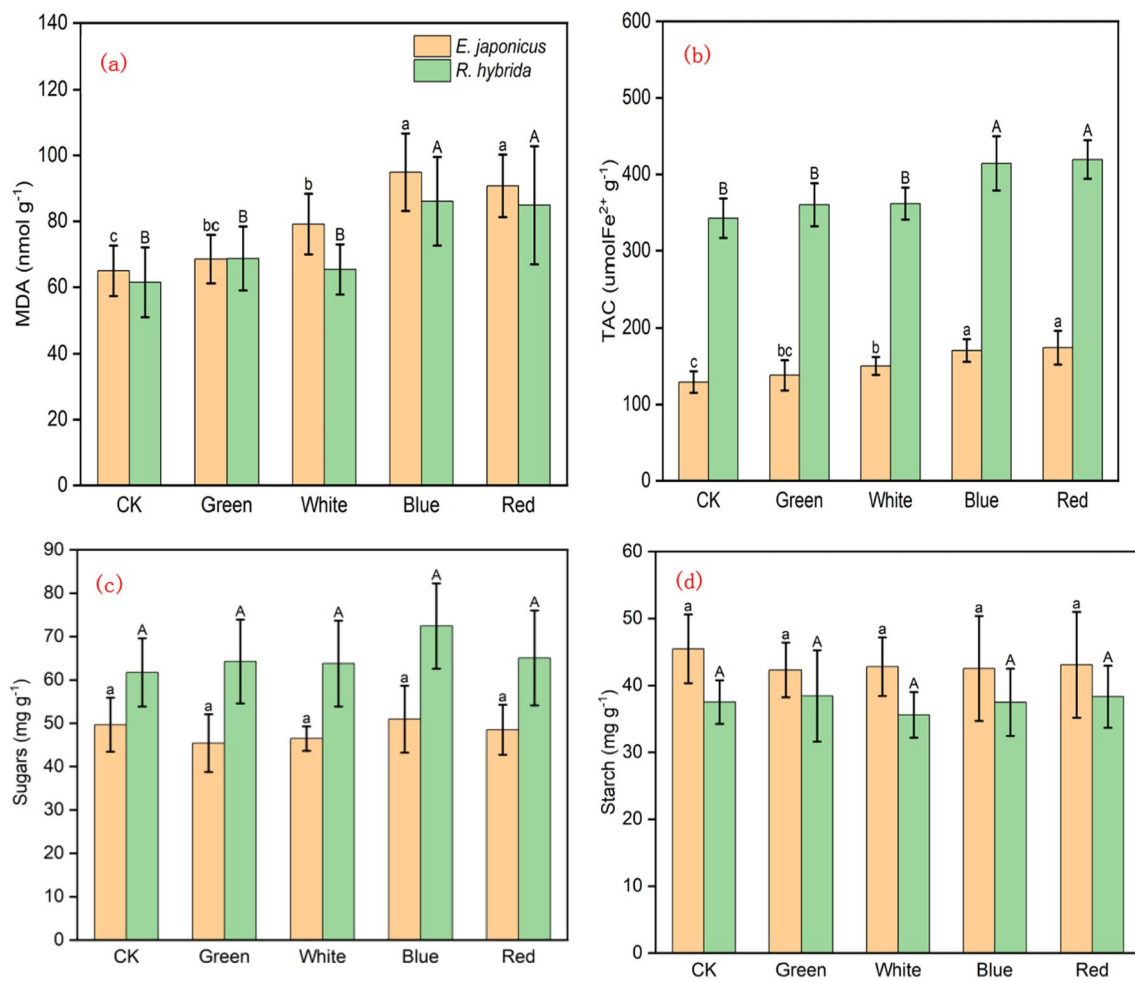 (a)
E. japonicus
R. hybrida
MDA (nmol g⁻¹)
140
120
100
80
60
40
20
0
c
B
bc
B
b
B
a
A
a
A
CK Green White Blue Red
(b)
TAC (umolFe²⁺ g⁻¹)
600
500
400
300
200
100
0
c
B
bc
B
b
B
a
A
a
A
CK Green White Blue Red
(c)
Sugars (mg g⁻¹)
90
80
70
60
50
40
30
20
10
0
a
A
a
A
a
A
a
A
a
A
CK Green White Blue Red
(d)
Starch (mg g⁻¹)
60
50
40
30
20
10
0
a
A
a
A
a
A
a
A
a
A
CK Green White Blue Red